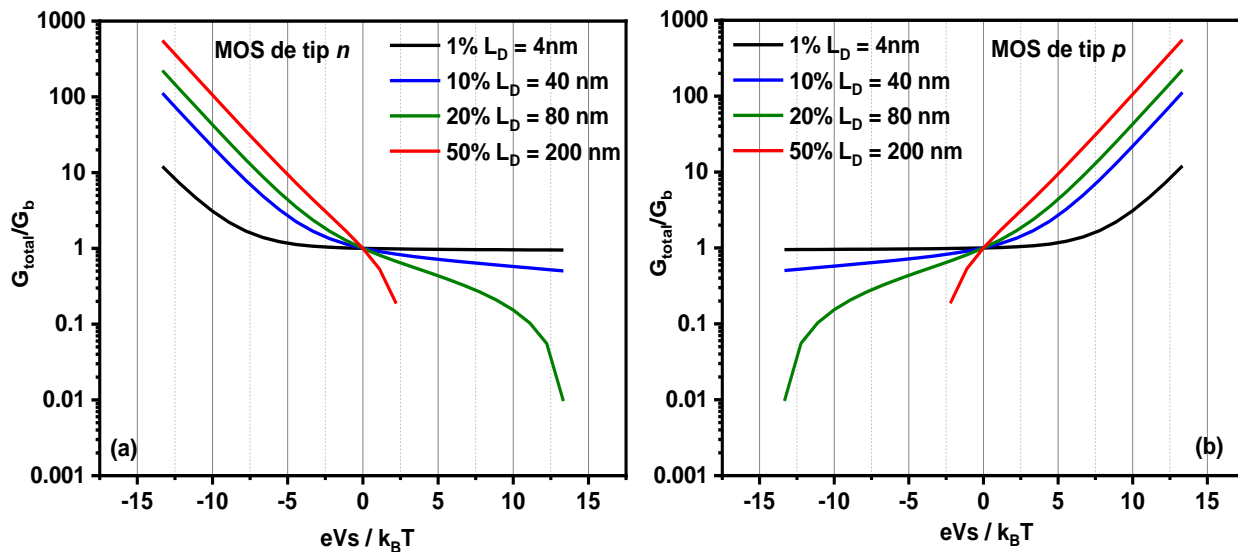 MOS de tip n
1% L_D = 4nm
10% L_D = 40 nm
20% L_D = 80 nm
50% L_D = 200 nm
1000
100
10
1
0.1
0.01
0.001
G_total/G_b
(a)
-15 -10 -5 0 5 10 15
eVs / k_BT
MOS de tip p
1% L_D = 4nm
10% L_D = 40 nm
20% L_D = 80 nm
50% L_D = 200 nm
1000
100
10
1
0.1
0.01
0.001
G_total/G_b
(b)
-15 -10 -5 0 5 10 15
eVs / k_BT